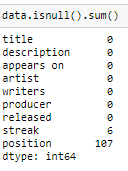 data.isnull().sum()
title 0
description 0
appears on 0
artist 0
writers 0
producer 0
released 0
streak 6
position 107
dtype: int64